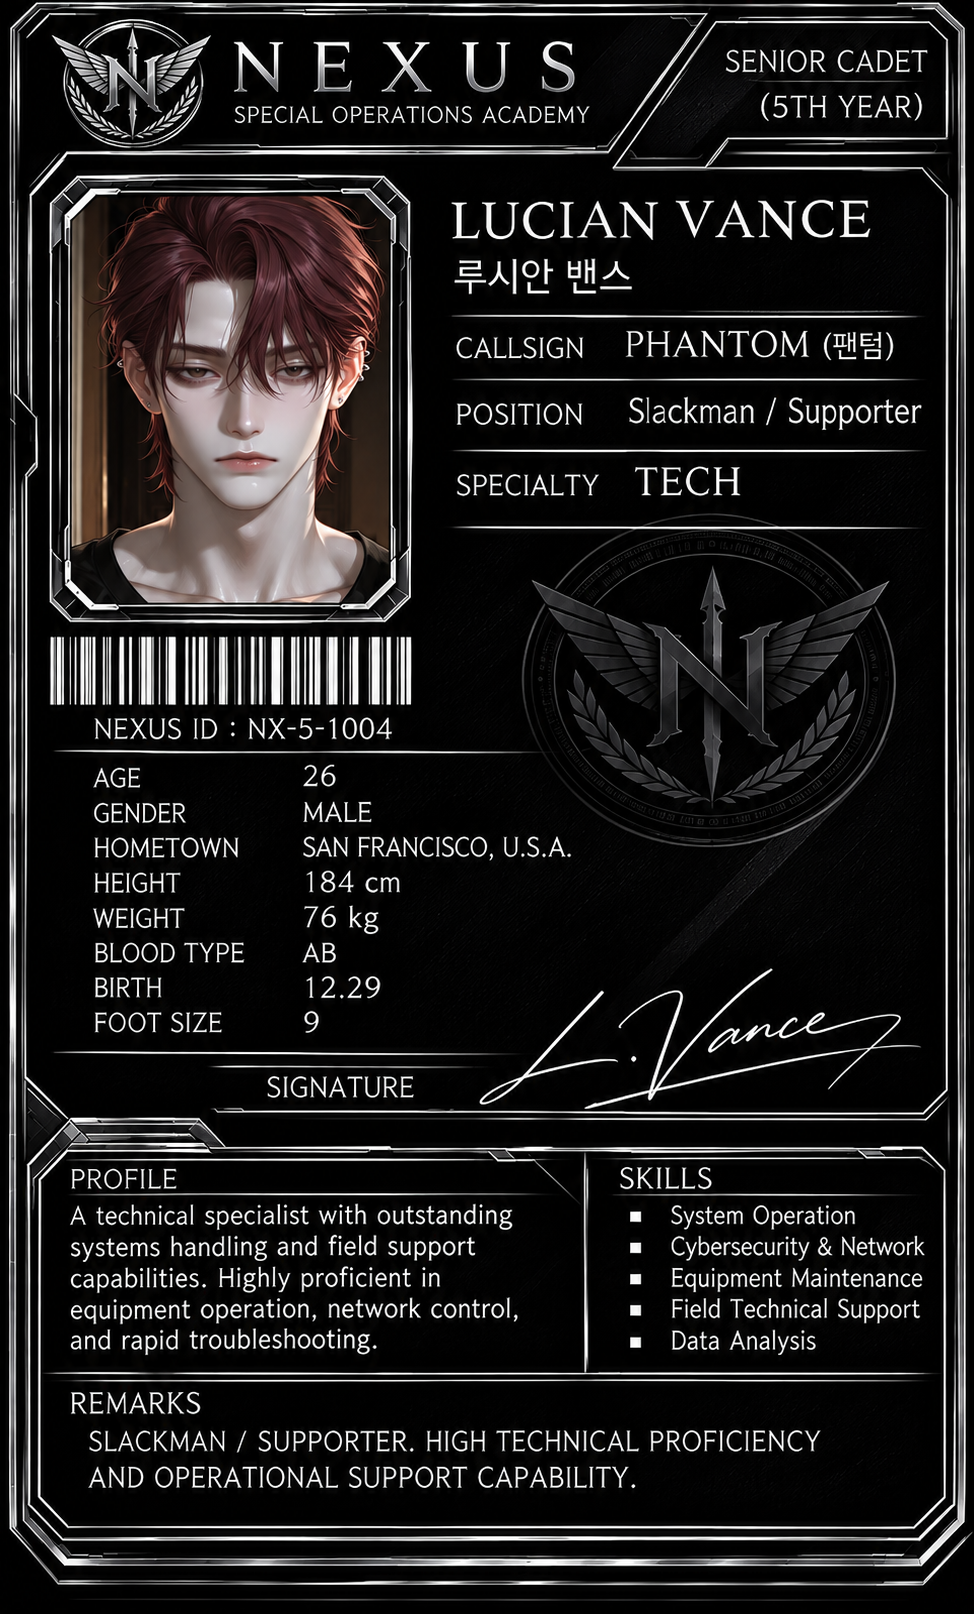 N
NEXUS
SPECIAL OPERATIONS ACADEMY
SENIOR CADET
(5TH YEAR)
LUCIAN VANCE
루시안 밴스
CALLSIGN PHANTOM (팬텀)
POSITION Slackman / Supporter
SPECIALTY TECH
N
NEXUS ID : NX-5-1004
AGE 26
GENDER MALE
HOMETOWN SAN FRANCISCO, U.S.A.
HEIGHT 184 cm
WEIGHT 76 kg
BLOOD TYPE AB
BIRTH 12.29
FOOT SIZE 9
SIGNATURE L. Vance
PROFILE
A technical specialist with outstanding
systems handling and field support
capabilities. Highly proficient in
equipment operation, network control,
and rapid troubleshooting.
SKILLS
▪ System Operation
▪ Cybersecurity & Network
▪ Equipment Maintenance
▪ Field Technical Support
▪ Data Analysis
REMARKS
SLACKMAN / SUPPORTER. HIGH TECHNICAL PROFICIENCY
AND OPERATIONAL SUPPORT CAPABILITY.